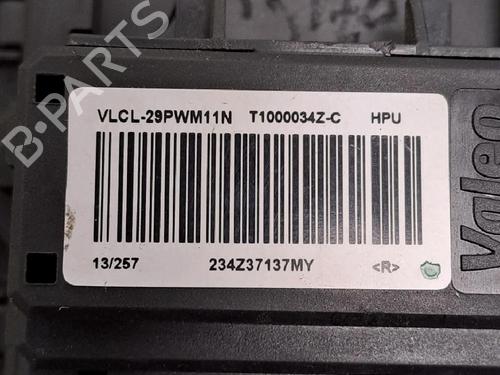 VLCL-29PWM11N T1000034Z-C HPU
13/257 234Z37137MY <R>
Valeo
B-PARTS